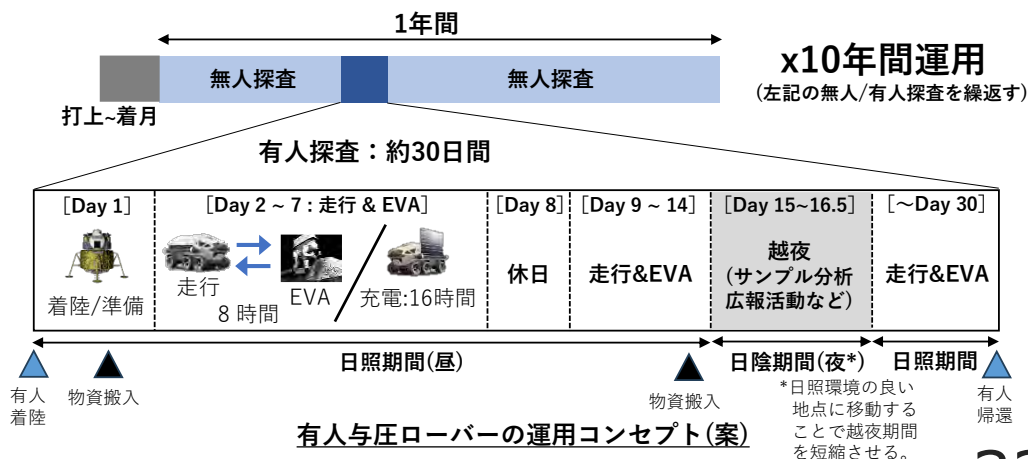 1年間
無人探査
無人探査
x10年間運用
(左記の無人/有人探査を繰返す)
打上~着月
有人探査：約30日間
[Day 1]
[Day 2 ~ 7 : 走行 & EVA]
[Day 8]
[Day 9 ~ 14]
[Day 15~16.5]
[～Day 30]
着陸/準備
走行
EVA
8 時間
充電:16時間
休日
走行&EVA
越夜
(サンプル分析
広報活動など)
走行&EVA
日照期間(昼)
日陰期間(夜*)
日照期間
有人
着陸
物資搬入
物資搬入
*日照環境の良い
地点に移動する
ことで越夜期間
を短縮させる。
有人
帰還
有人与圧ローバーの運用コンセプト(案)